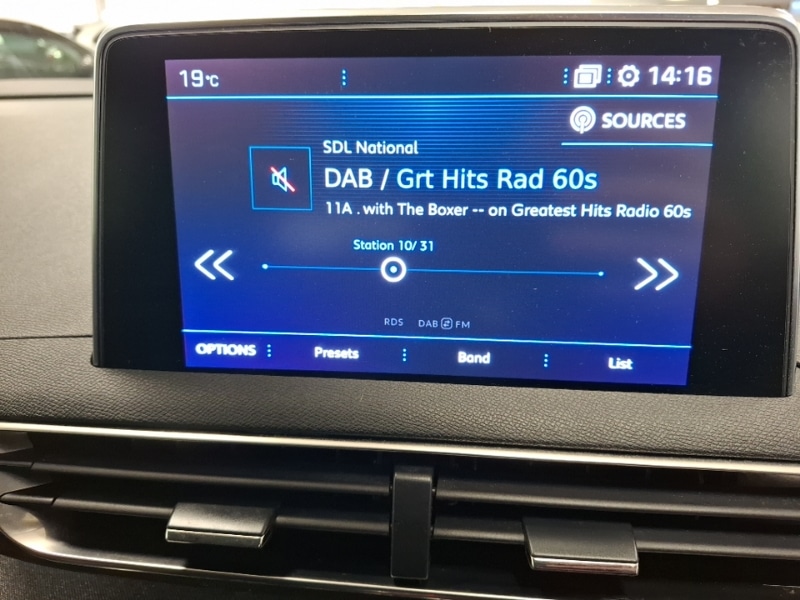 19°C
14:16
SOURCES
SDL National
DAB / Grt Hits Rad 60s
11A . with The Boxer -- on Greatest Hits Radio 60s
Station 10/ 31
RDS DAB FM
OPTIONS Presets Band List